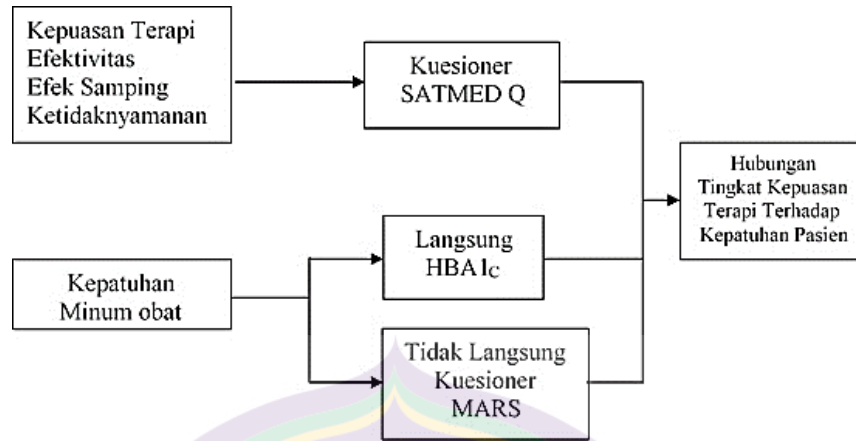 Kepuasan Terapi
Efektivitas
Efek Samping
Ketidaknyamanan
Kuesioner
SATMED Q
Hubungan
Tingkat Kepuasan
Terapi Terhadap
Kepatuhan Pasien
Langsung
HBA1c
Kepatuhan
Minum obat
Tidak Langsung
Kuesioner
MARS